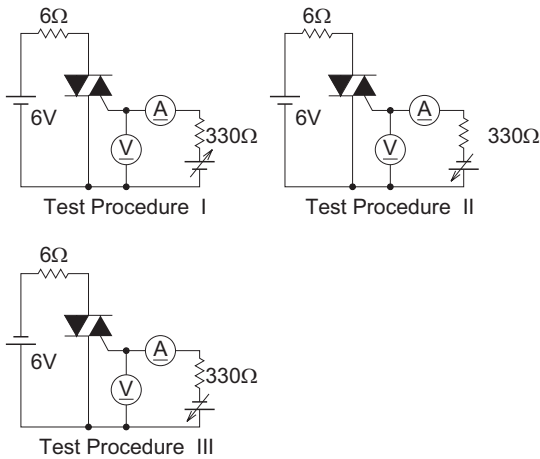 6Ω
6V
A
V
330Ω
Test Procedure I
6Ω
6V
A
V
330Ω
Test Procedure II
6Ω
6V
A
V
330Ω
Test Procedure III